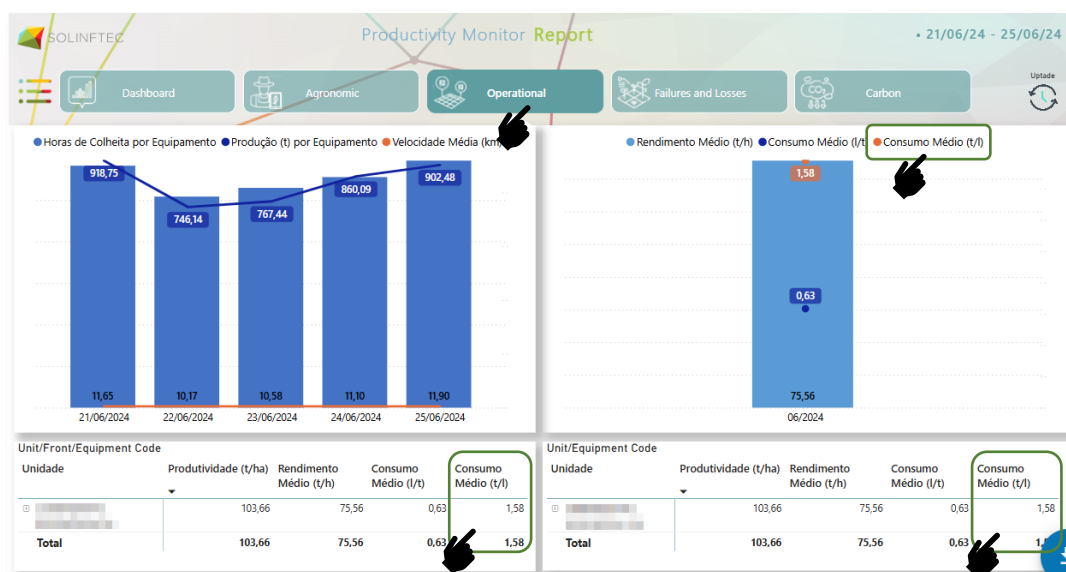 SOLINFTEC
Productivity Monitor Report
• 21/06/24 - 25/06/24
Dashboard
Agronomic
Operational
Failures and Losses
CO2
Carbon
Uptade
Horas de Colheita por Equipamento Produção (t) por Equipamento Velocidade Média (km
918,75
746,14
767,44
860,09
902,48
11,65 10,17 10,58 11,10 11,90
21/06/2024 22/06/2024 23/06/2024 24/06/2024 25/06/2024
Rendimento Médio (t/h) Consumo Médio (l/t Consumo Médio (t/l)
1,58
0,63
75,56
06/2024
Unit/Front/Equipment Code
Unidade Produtividade (t/ha) Rendimento Médio (t/h) Consumo Médio (l/t) Consumo Médio (t/l)
103,66 75,56 0,63 1,58
Total 103,66 75,56 0,63 1,58
Unit/Equipment Code
Unidade Produtividade (t/ha) Rendimento Médio (t/h) Consumo Médio (l/t) Consumo Médio (t/l)
103,66 75,56 0,63 1,58
Total 103,66 75,56 0,63